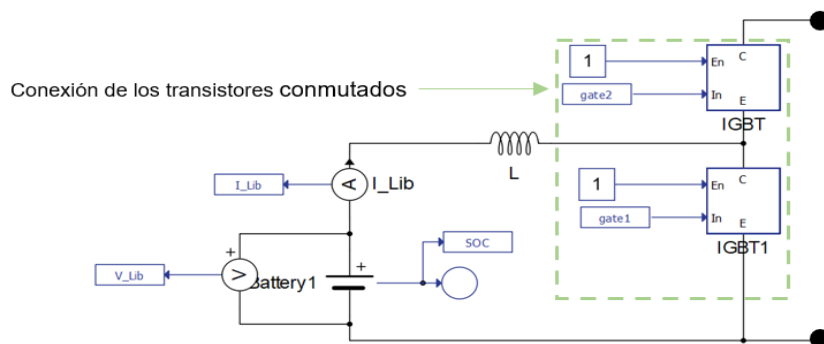 1
En
C
Conexión de los transistores conmutados
gate2
In
E
IGBT
L
1
En
C
I_Lib
A
I_Lib
gate1
In
E
IGBT1
SOC
+
+
V_Lib
V
Battery1